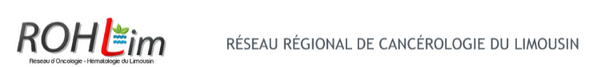 ROHLim
Réseau d'Oncologie - Hématologie du Limousin
RÉSEAU RÉGIONAL DE CANCÉROLOGIE DU LIMOUSIN